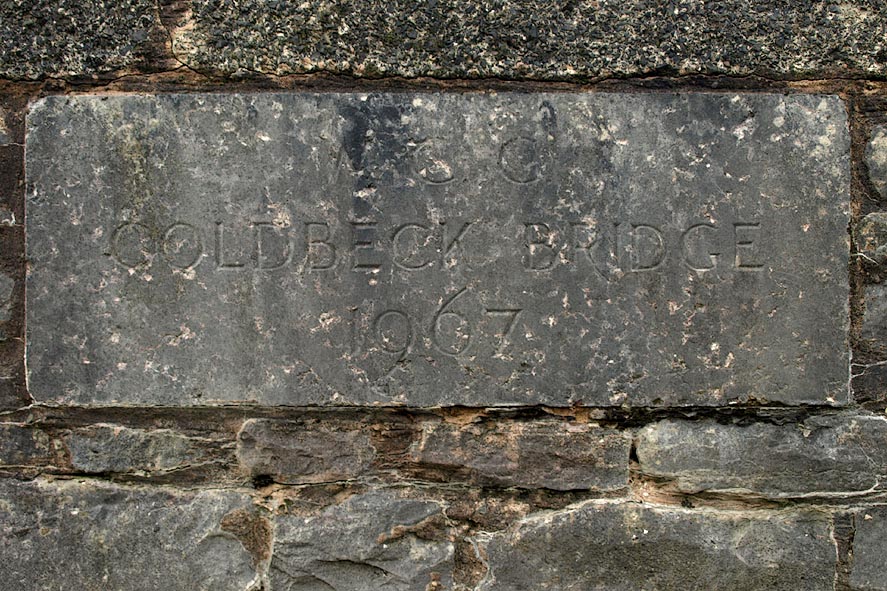 W. C. C.
COLDBECK BRIDGE
1967